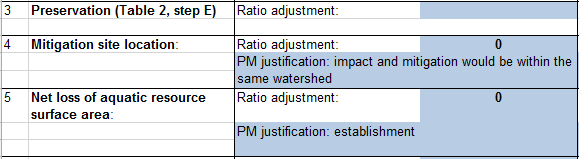 3 Preservation (Table 2, step E) Ratio adjustment:
4 Mitigation site location: Ratio adjustment: 0
PM justification: impact and mitigation would be within the
same watershed
5 Net loss of aquatic resource Ratio adjustment: 0
surface area:
PM justification: establishment